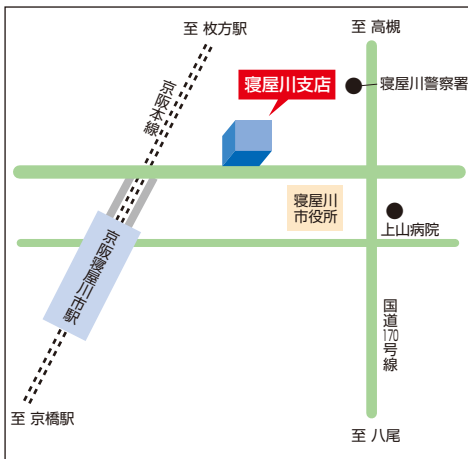 至 枚方駅
至 高槻
京阪本線
寝屋川支店
寝屋川警察署
寝屋川
市役所
上山病院
京阪寝屋川市駅
国道170号線
至 京橋駅
至 八尾